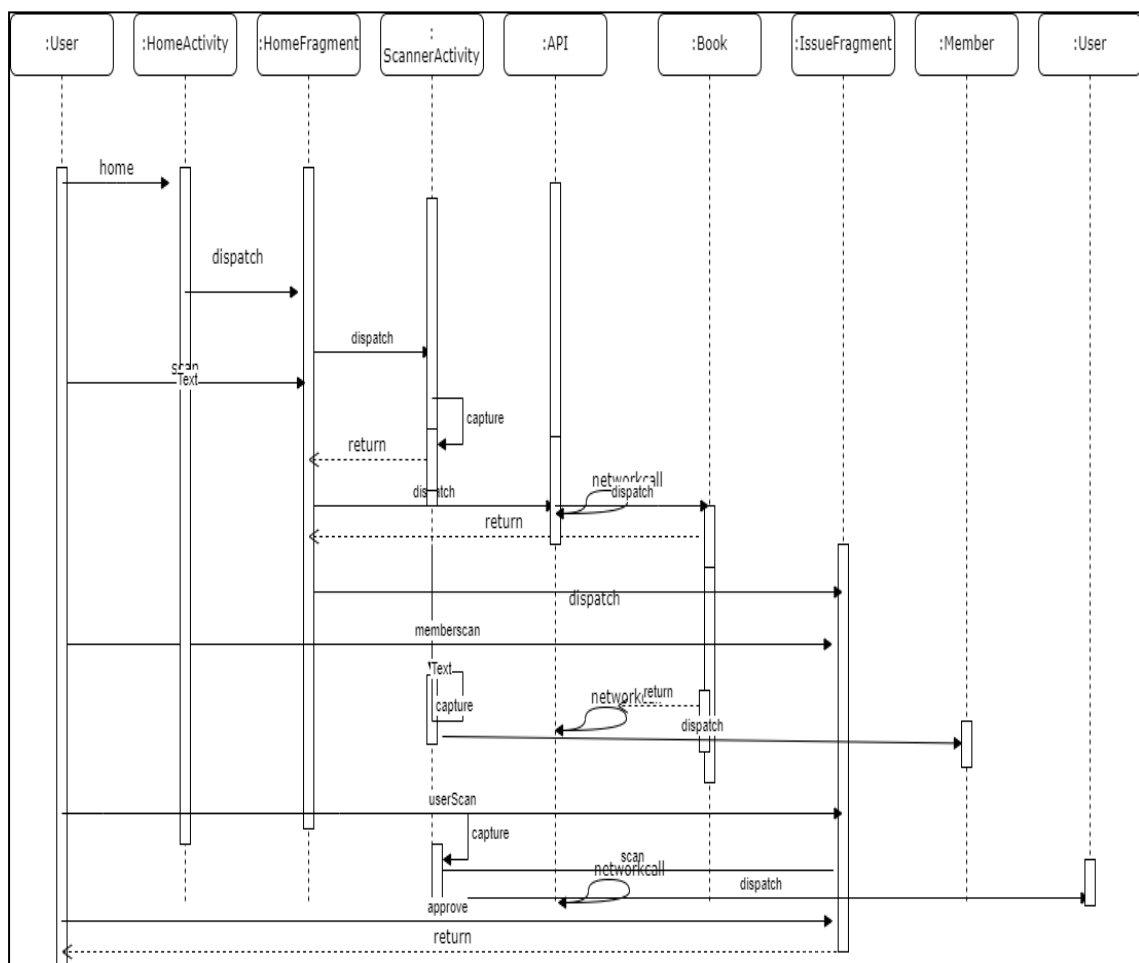 :User
:HomeActivity
:HomeFragment
:
ScannerActivity
:API
:Book
:IssueFragment
:Member
:User
home
dispatch
dispatch
scan
Text
capture
return
networkcall
dispatch
dispatch
return
dispatch
memberscan
Text
capture
return
dispatch
userScan
capture
scan
networkcall
dispatch
approve
return